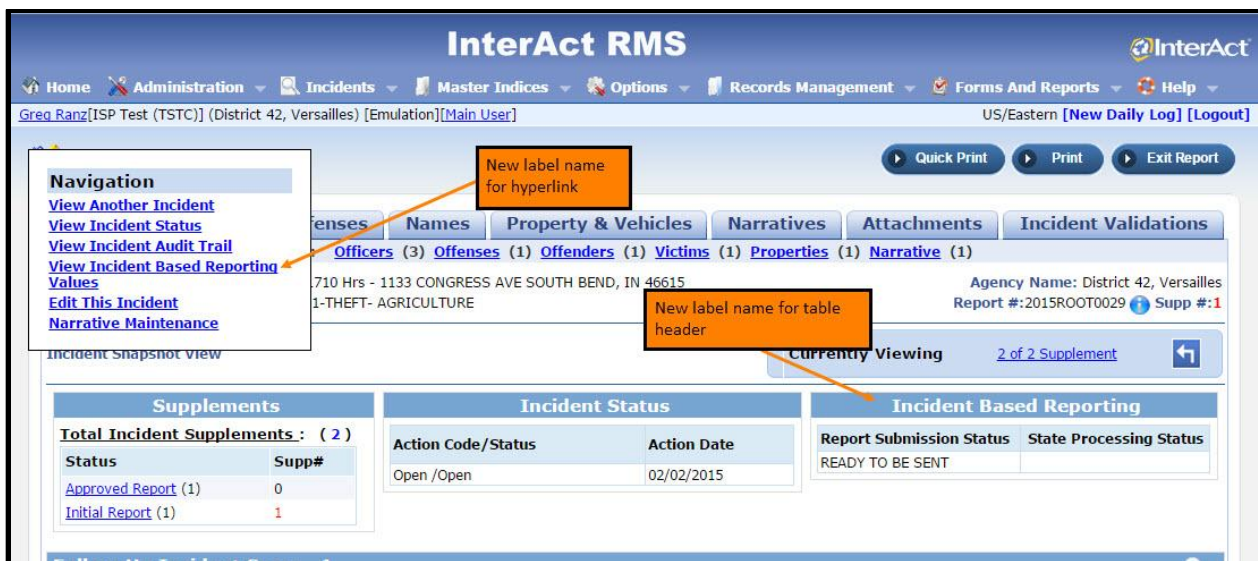 InterAct RMS
@InterAct
Home Administration Incidents Master Indices Options Records Management Forms And Reports Help
Greg Ranz[ISP Test (TSTC)] (District 42, Versailles) [Emulation][Main User] US/Eastern [New Daily Log] [Logout]
Quick Print Print Exit Report
New label name
for hyperlink
Navigation
View Another Incident
View Incident Status
View Incident Audit Trail
View Incident Based Reporting
Values
Edit This Incident
Narrative Maintenance
enses Names Property & Vehicles Narratives Attachments Incident Validations
Officers (3) Offenses (1) Offenders (1) Victims (1) Properties (1) Narrative (1)
710 Hrs - 1133 CONGRESS AVE SOUTH BEND, IN 46615 Agency Name: District 42, Versailles
1-THEFT- AGRICULTURE Report #:2015ROOT0029 Supp #:1
New label name for table
header
Incident Snapshot View Currently Viewing 2 of 2 Supplement
Supplements
Total Incident Supplements : ( 2 )
Status Supp#
Approved Report (1) 0
Initial Report (1) 1
Incident Status
Action Code/Status Action Date
Open /Open 02/02/2015
Incident Based Reporting
Report Submission Status State Processing Status
READY TO BE SENT